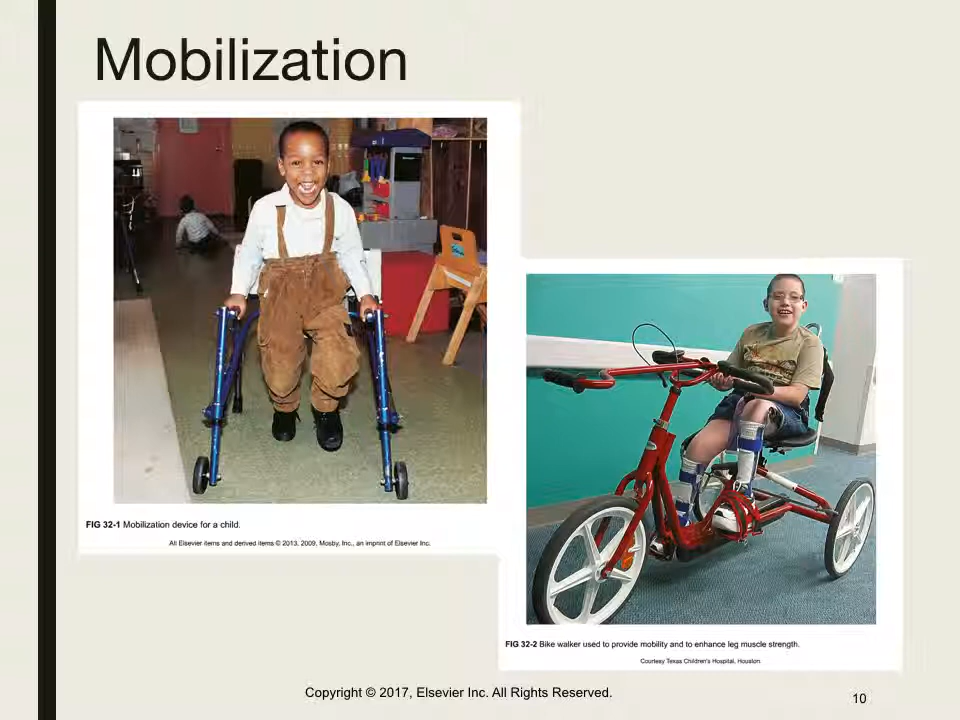 Mobilization
FIG 32-1 Mobilization device for a child.
All Elsevier items and derived items © 2013, 2009, Mosby, Inc., an imprint of Elsevier Inc.
FIG 32-2 Bike walker used to provide mobility and to enhance leg muscle strength.
Courtesy Texas Children's Hospital, Houston.
Copyright © 2017, Elsevier Inc. All Rights Reserved.
10